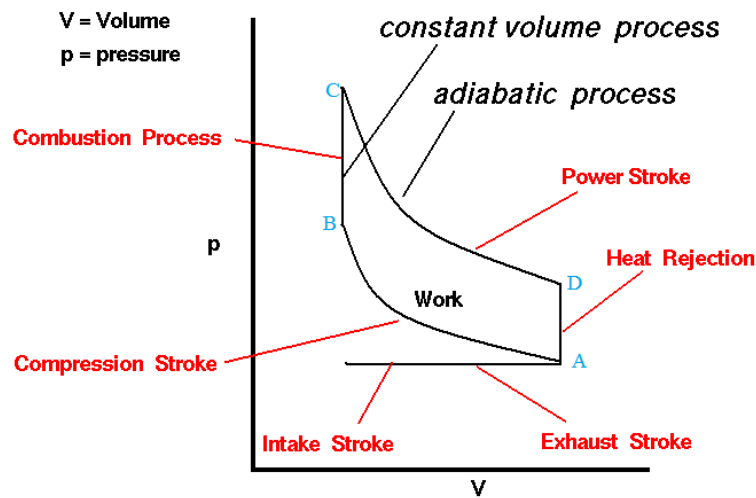 V = Volume
p = pressure
constant volume process
adiabatic process
C
Combustion Process
Power Stroke
B
p
Heat Rejection
D
Work
Compression Stroke
A
Intake Stroke
Exhaust Stroke
V